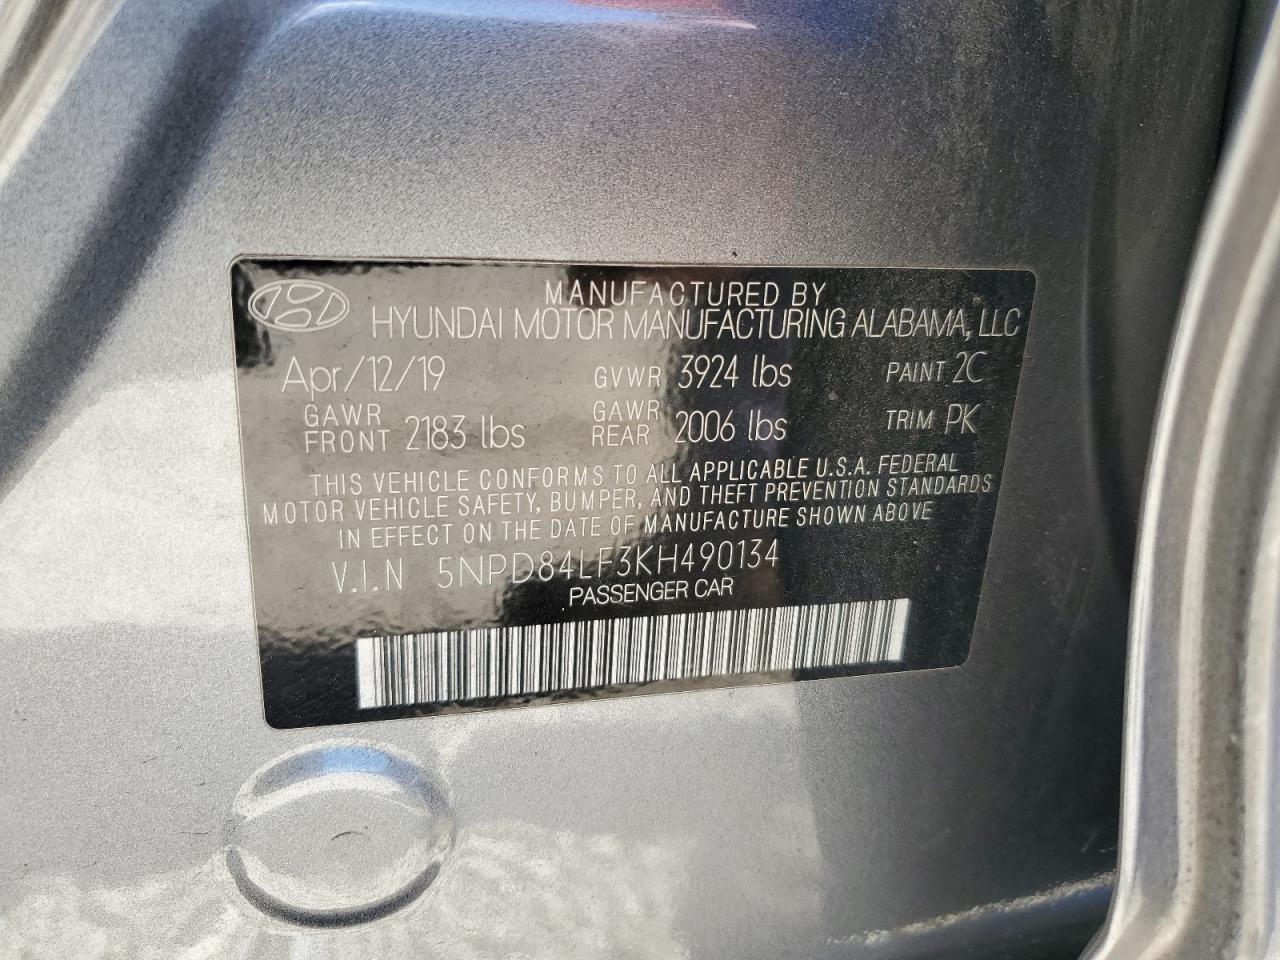 MANUFACTURED BY
HYUNDAI MOTOR MANUFACTURING ALABAMA, LLC
Apr/12/19 GVWR 3924 lbs PAINT 2C
GAWR FRONT 2183 lbs GAWR REAR 2006 lbs TRIM PK
THIS VEHICLE CONFORMS TO ALL APPLICABLE U.S.A. FEDERAL
MOTOR VEHICLE SAFETY, BUMPER, AND THEFT PREVENTION STANDARDS
IN EFFECT ON THE DATE OF MANUFACTURE SHOWN ABOVE
V.I.N 5NPD84LF3KH490134
PASSENGER CAR